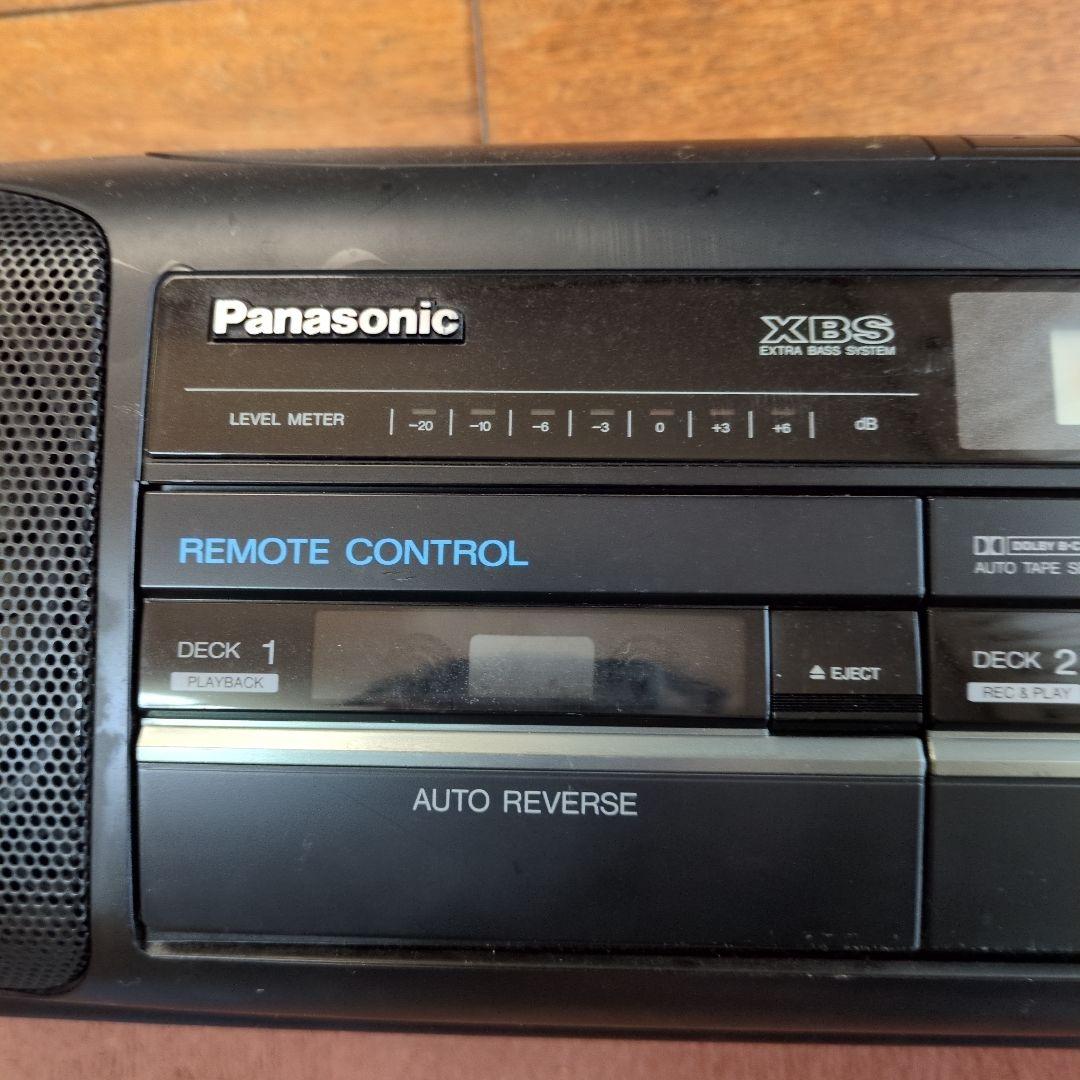 Panasonic
XBS
EXTRA BASS SYSTEM
LEVEL METER -20 -10 -6 -3 0 +3 +6 dB
REMOTE CONTROL
DOLBY B-C
AUTO TAPE
DECK 1
PLAYBACK
EJECT
DECK 2
REC & PLAY
AUTO REVERSE